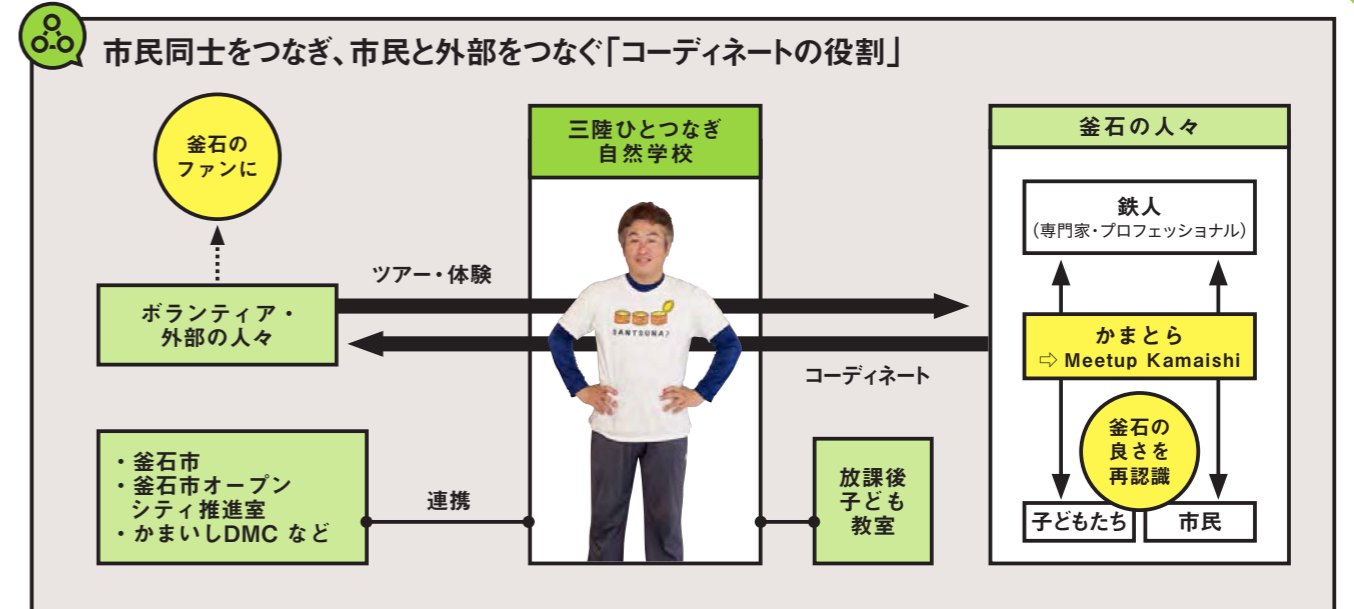 市民同士をつなぎ、市民と外部をつなぐ「コーディネートの役割」
釜石の
ファンに
ボランティア・
外部の人々
・釜石市
・釜石市オープン
シティ推進室
・かまいしDMC など
ツアー・体験
連携
三陸ひとつなぎ
自然学校
コーディネート
放課後
子ども
教室
釜石の人々
鉄人
(専門家・プロフェッショナル)
かまとら
⇨ Meetup Kamaishi
釜石の
良さを
再認識
子どもたち
市民